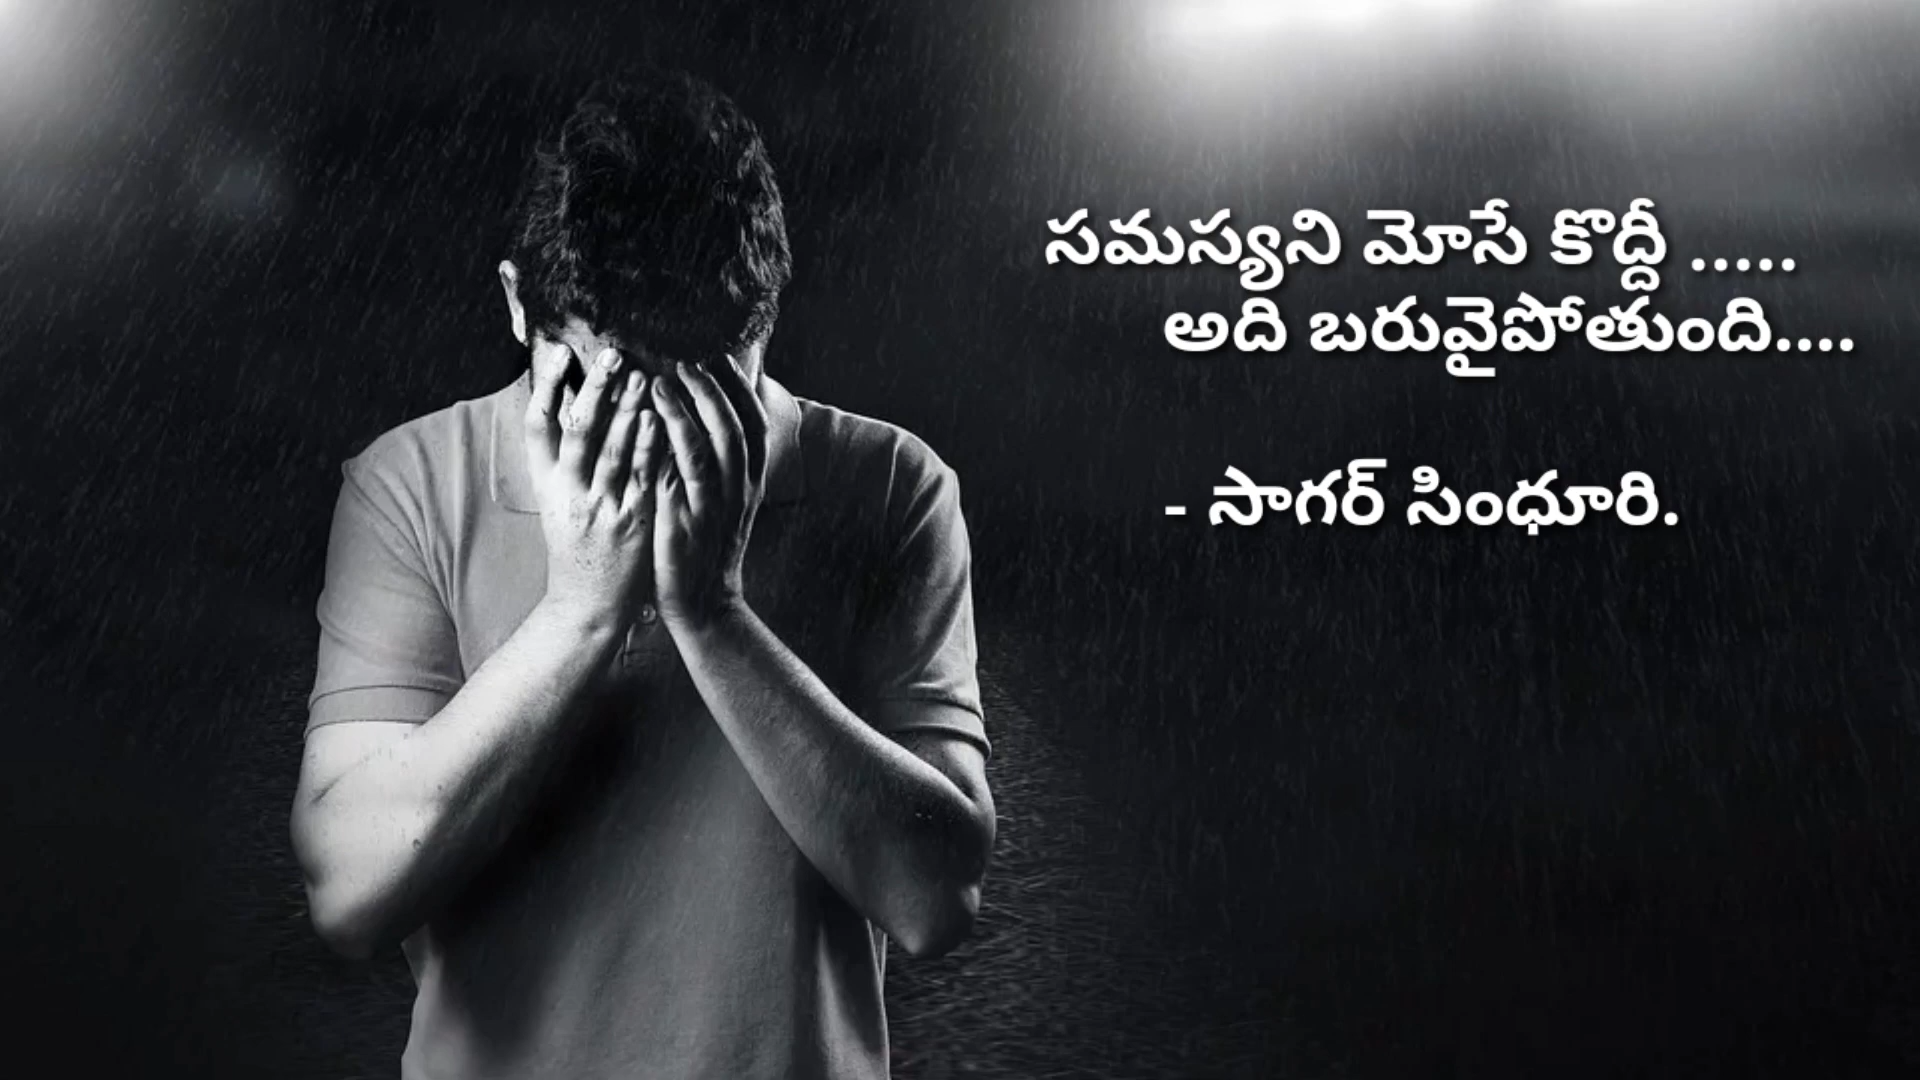 సమస్యని మోసే కొద్దీ .....
అది బరువైపోతుంది....
- సాగర్ సింధూరి.